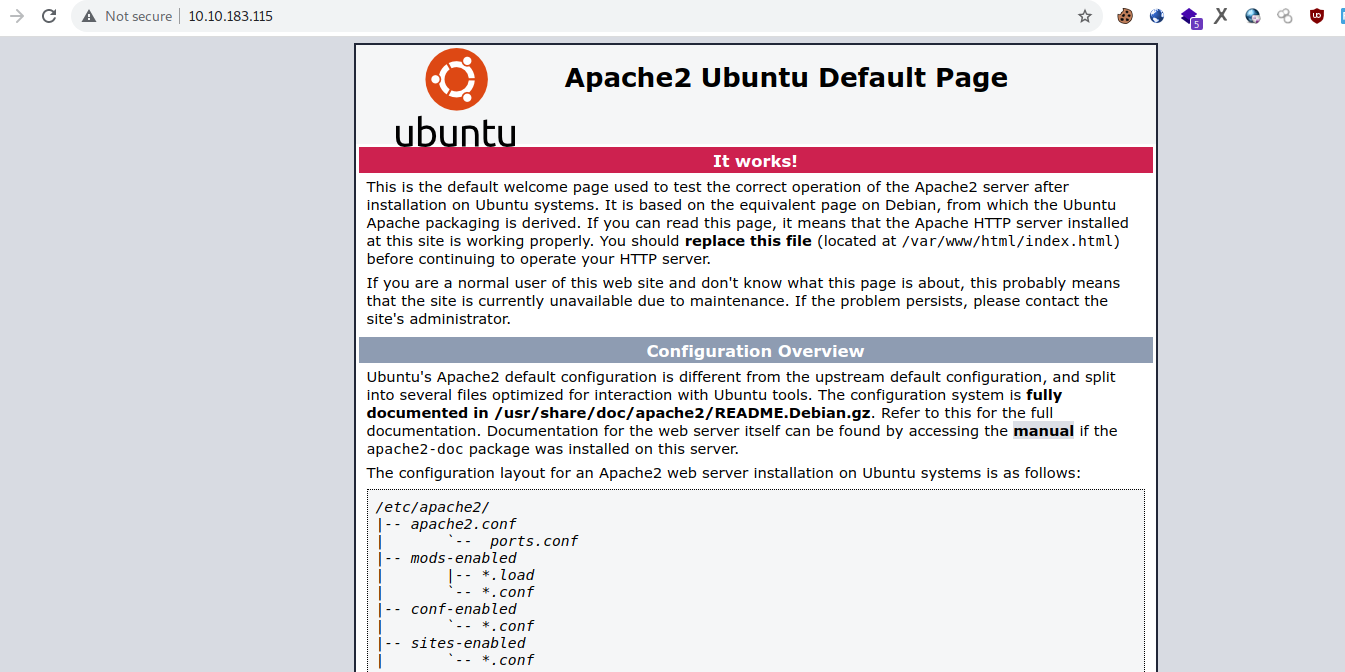 Not secure 10.10.183.115
5
ubuntu
Apache2 Ubuntu Default Page
It works!
This is the default welcome page used to test the correct operation of the Apache2 server after
installation on Ubuntu systems. It is based on the equivalent page on Debian, from which the Ubuntu
Apache packaging is derived. If you can read this page, it means that the Apache HTTP server installed
at this site is working properly. You should replace this file (located at /var/www/html/index.html)
before continuing to operate your HTTP server.
If you are a normal user of this web site and don't know what this page is about, this probably means
that the site is currently unavailable due to maintenance. If the problem persists, please contact the
site's administrator.
Configuration Overview
Ubuntu's Apache2 default configuration is different from the upstream default configuration, and split
into several files optimized for interaction with Ubuntu tools. The configuration system is fully
documented in /usr/share/doc/apache2/README.Debian.gz. Refer to this for the full
documentation. Documentation for the web server itself can be found by accessing the manual if the
apache2-doc package was installed on this server.
The configuration layout for an Apache2 web server installation on Ubuntu systems is as follows:
/etc/apache2/
|-- apache2.conf
|       `--  ports.conf
|-- mods-enabled
|       |-- *.load
|       `-- *.conf
|-- conf-enabled
|       `-- *.conf
|-- sites-enabled
|       `-- *.conf